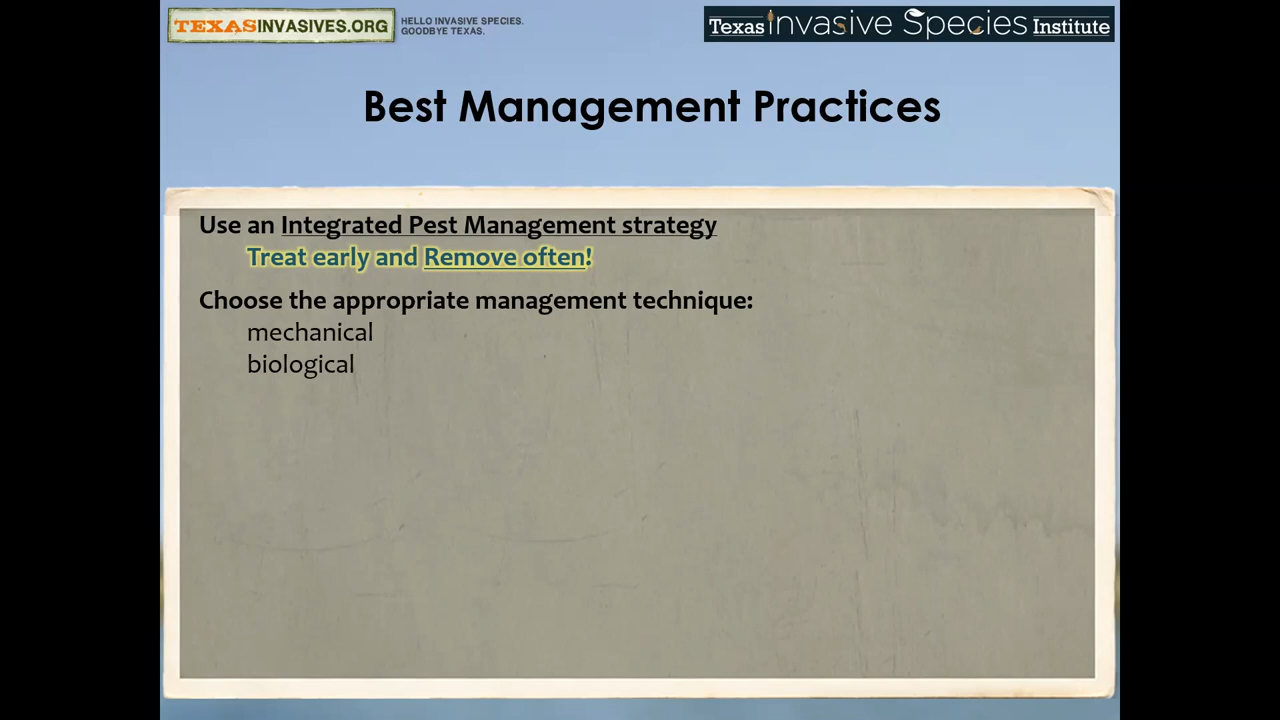 TEXASINVASIVES.ORG
HELLO INVASIVE SPECIES.
GOODBYE TEXAS.
Texas Invasive Species Institute
Best Management Practices
Use an Integrated Pest Management strategy
Treat early and Remove often!
Choose the appropriate management technique:
mechanical
biological